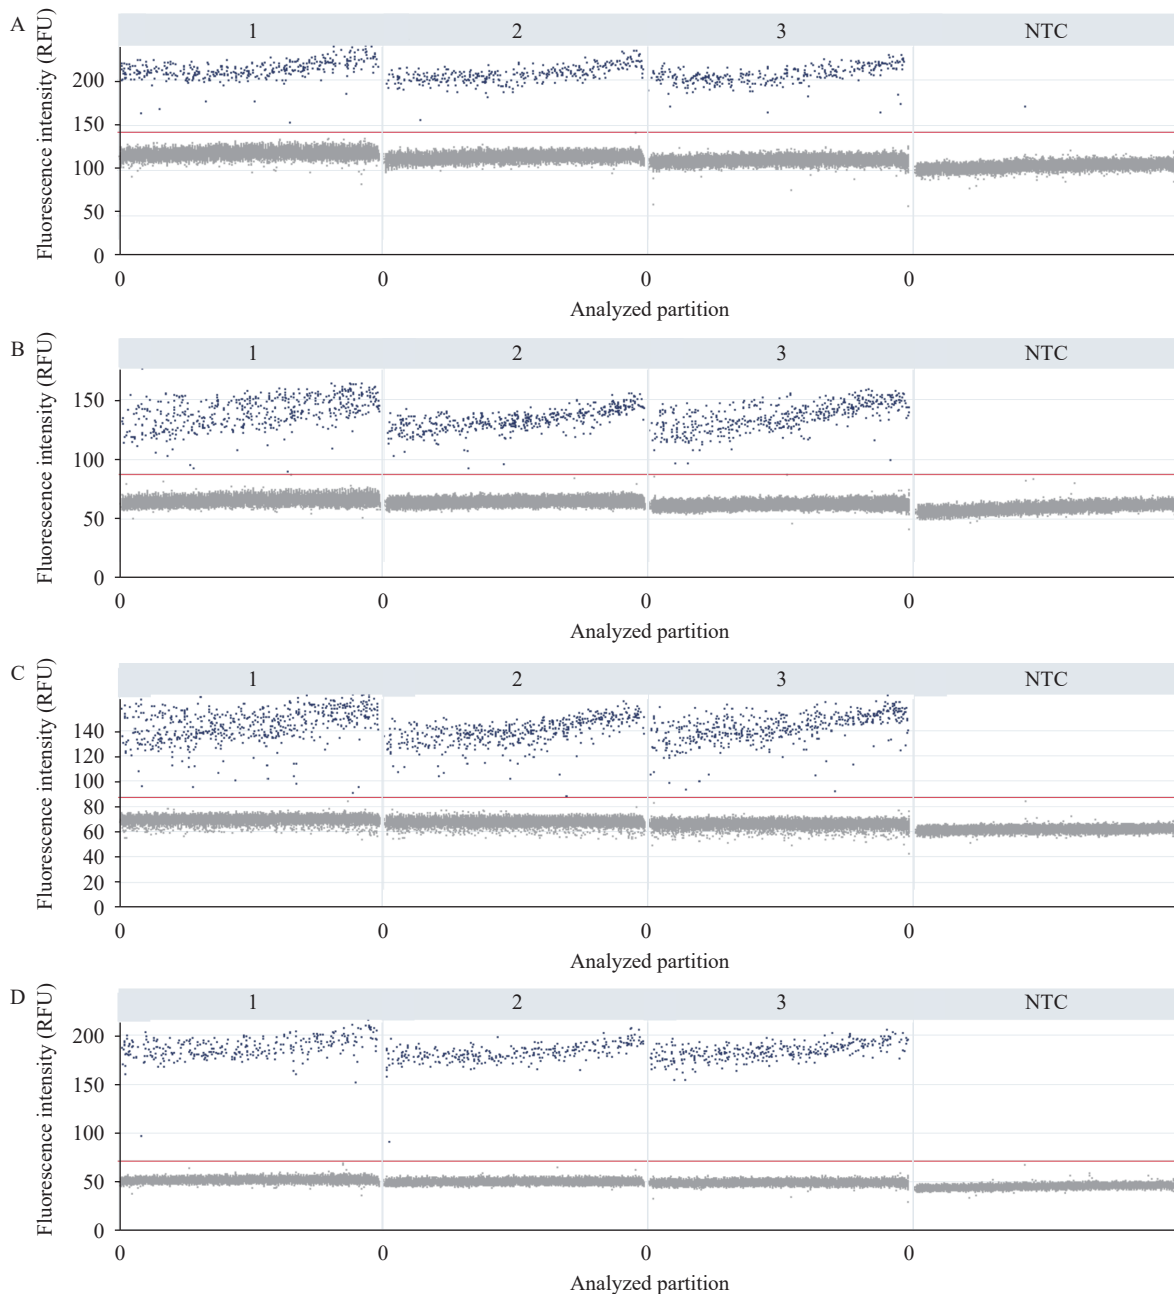 A
Fluorescence intensity (RFU)
1 2 3 NTC
200
150
100
50
0
0 0 0 0
Analyzed partition
B
Fluorescence intensity (RFU)
1 2 3 NTC
150
100
50
0
0 0 0 0
Analyzed partition
C
Fluorescence intensity (RFU)
1 2 3 NTC
140
120
100
80
60
40
20
0
0 0 0 0
Analyzed partition
D
Fluorescence intensity (RFU)
1 2 3 NTC
200
150
100
50
0
0 0 0 0
Analyzed partition